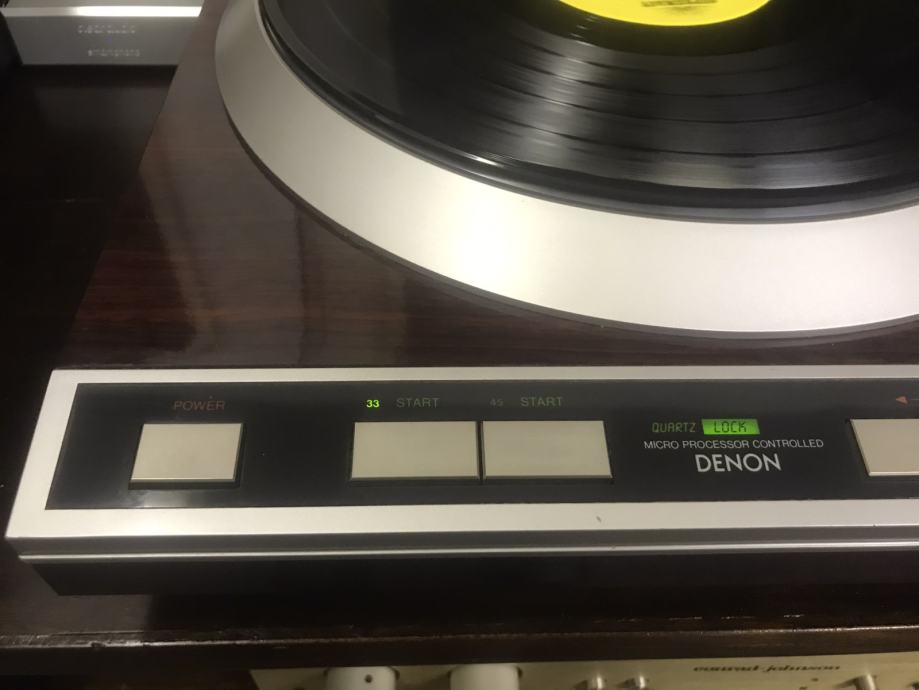 POWER
33 START 45 START
QUARTZ LOCK
MICRO PROCESSOR CONTROLLED
DENON
conrad-johnson